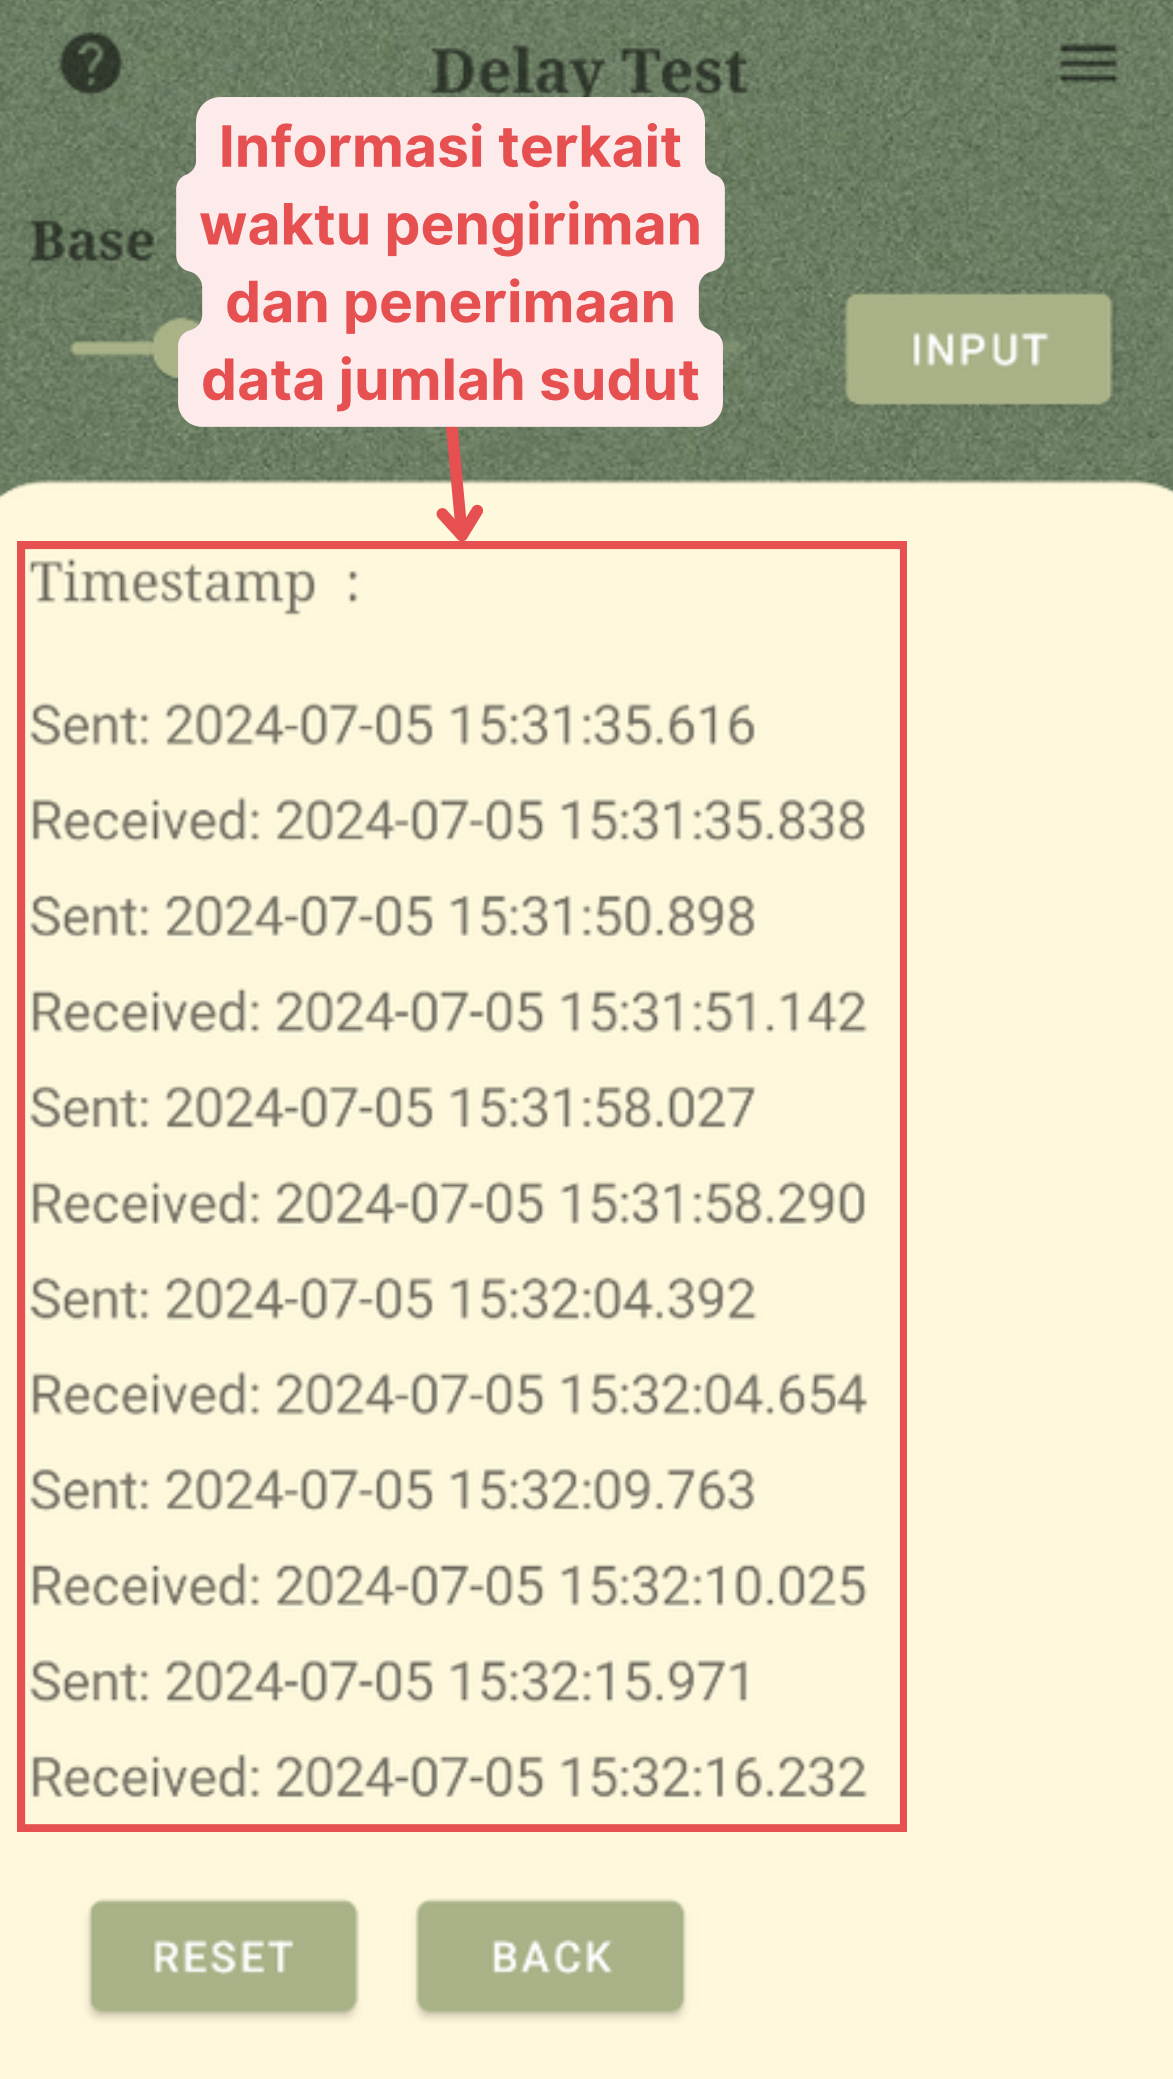 Delay Test
Informasi terkait
waktu pengiriman
dan penerimaan
data jumlah sudut
Base
INPUT
Timestamp :
Sent: 2024-07-05 15:31:35.616
Received: 2024-07-05 15:31:35.838
Sent: 2024-07-05 15:31:50.898
Received: 2024-07-05 15:31:51.142
Sent: 2024-07-05 15:31:58.027
Received: 2024-07-05 15:31:58.290
Sent: 2024-07-05 15:32:04.392
Received: 2024-07-05 15:32:04.654
Sent: 2024-07-05 15:32:09.763
Received: 2024-07-05 15:32:10.025
Sent: 2024-07-05 15:32:15.971
Received: 2024-07-05 15:32:16.232
RESET
BACK